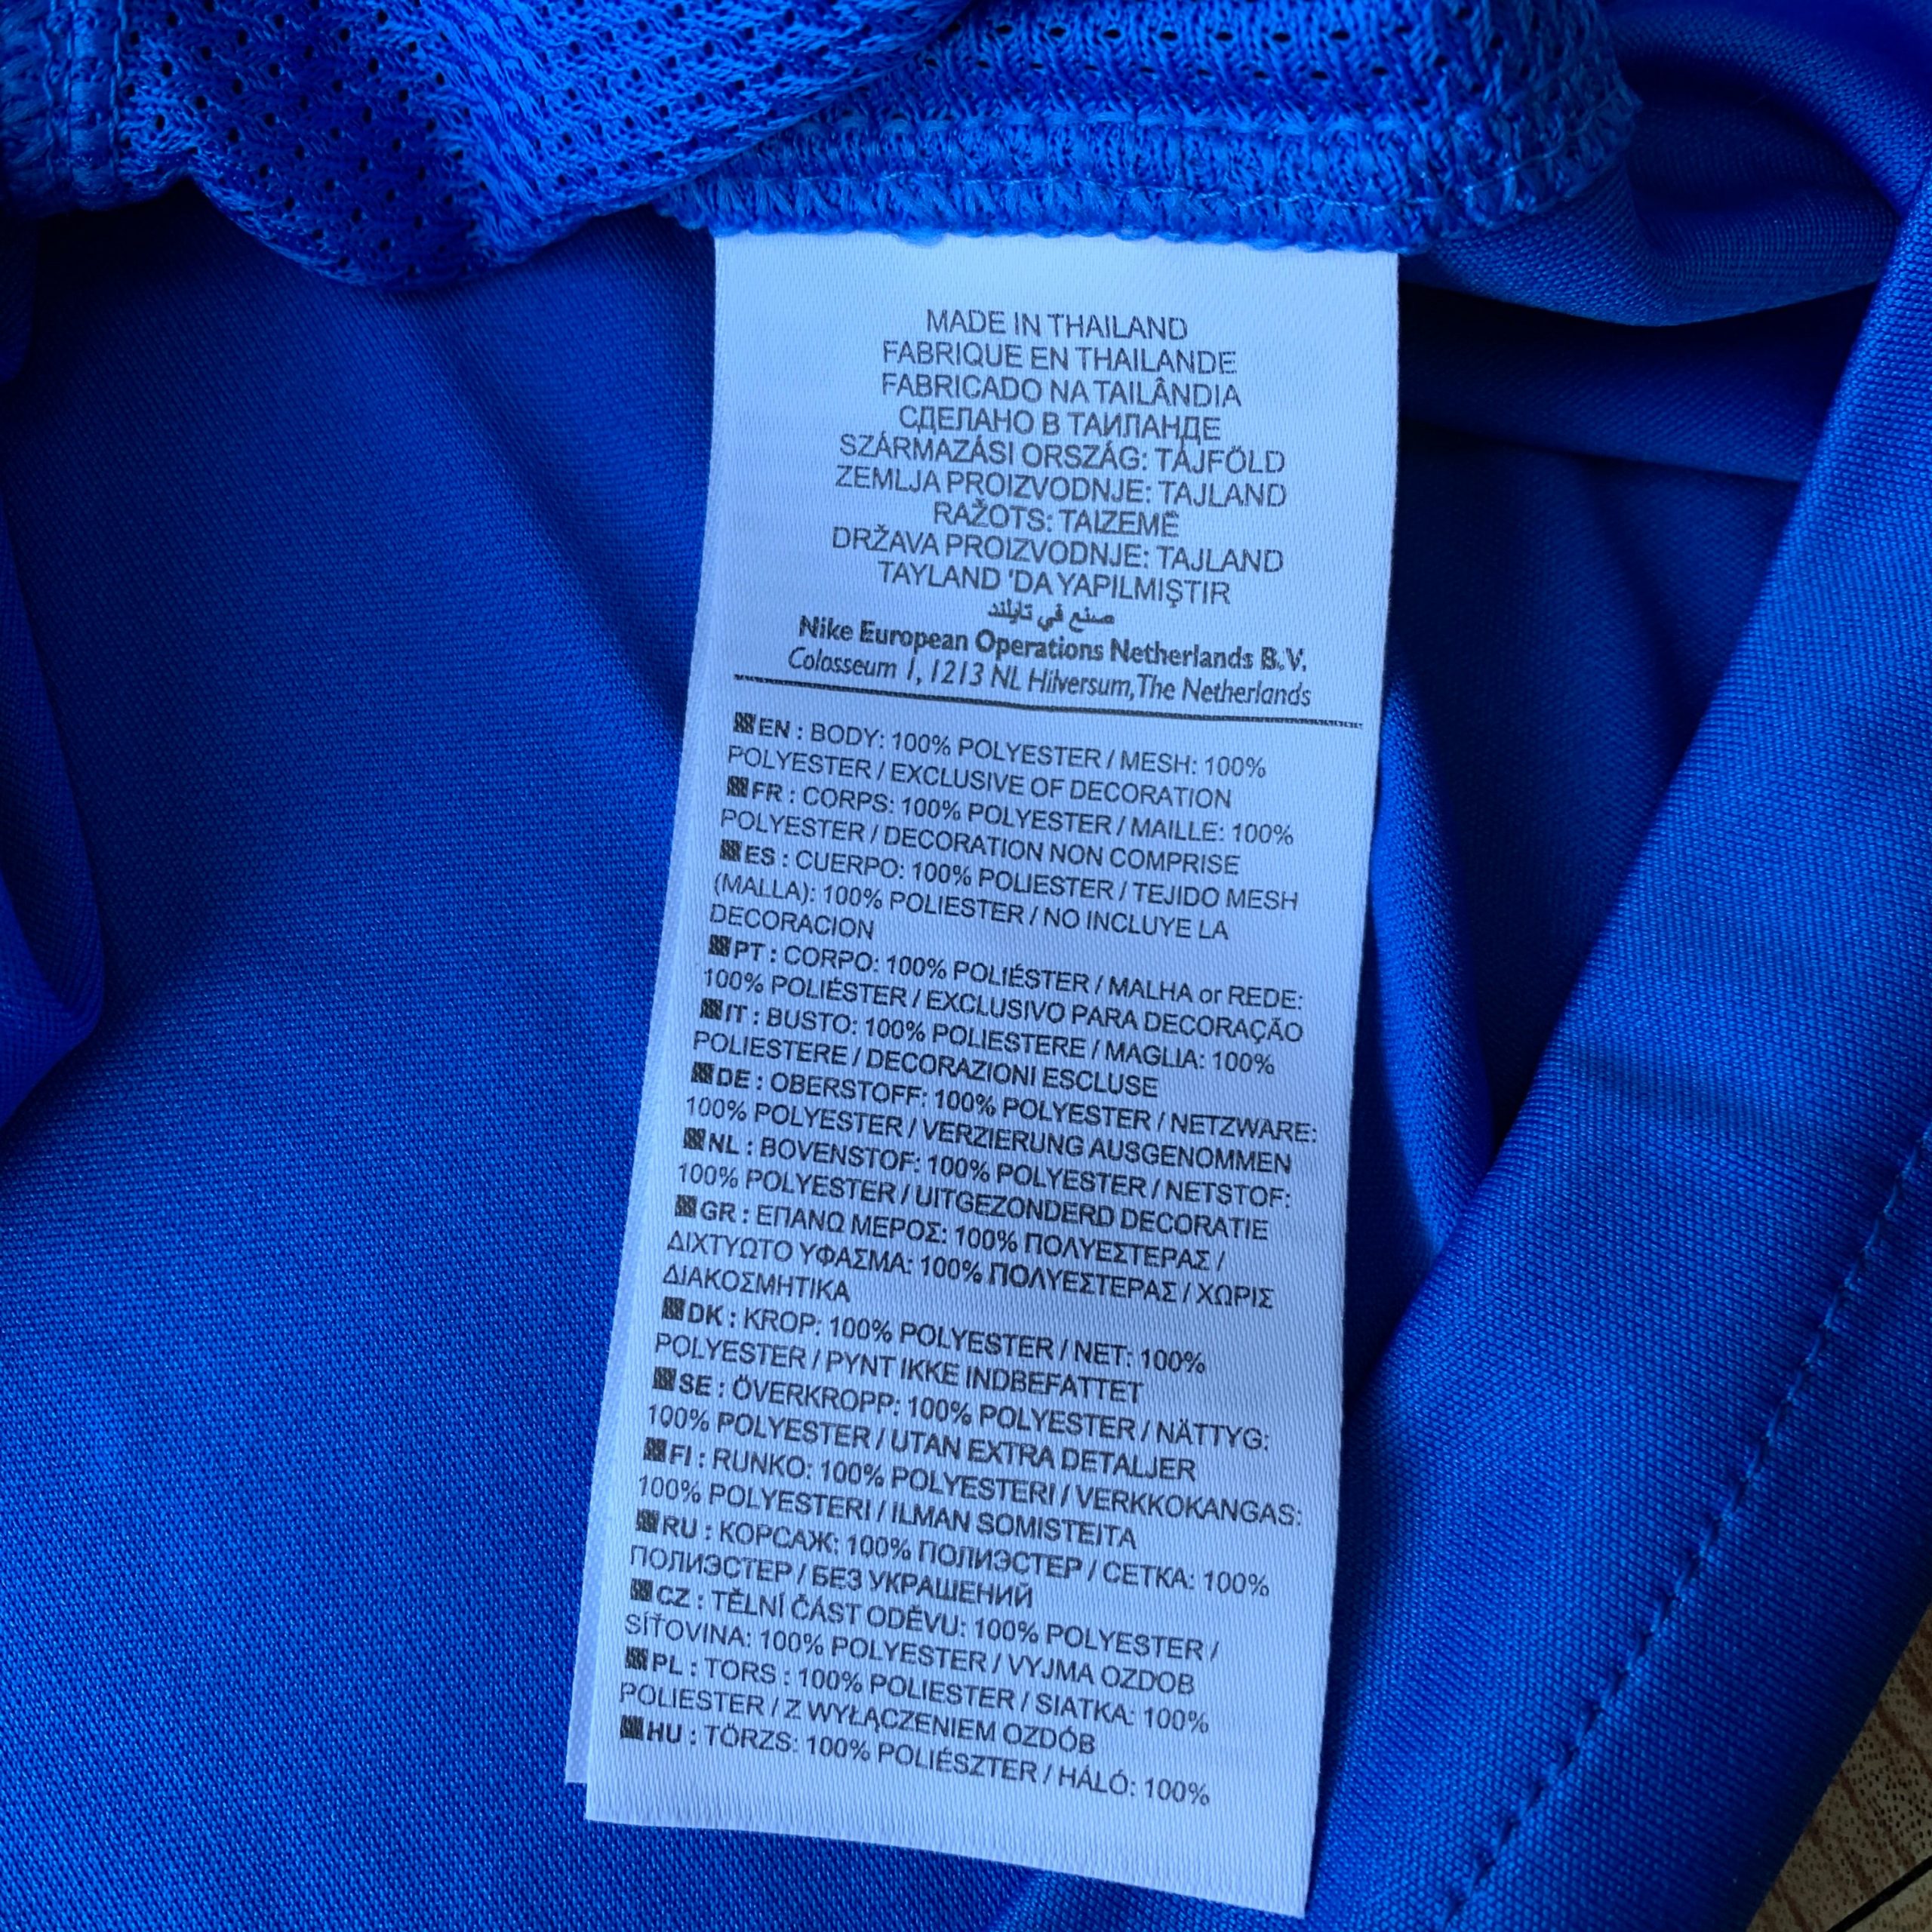 MADE IN THAILAND
FABRIQUE EN THAILANDE
FABRICADO NA TAILÂNDIA
СДЕЛАНО В ТАИЛАНДЕ
SZÁRMAZÁSI ORSZÁG: TÁJFÖLD
ZEMLJA PROIZVODNJE: TAJLAND
RAŽOTS: TAIZEMĒ
DRŽAVA PROIZVODNJE: TAJLAND
TAYLAND 'DA YAPILMIŞTIR
صنع في تايلند
Nike European Operations Netherlands B.V.
Colosseum 1, 1213 NL Hilversum, The Netherlands
EN : BODY: 100% POLYESTER / MESH: 100%
POLYESTER / EXCLUSIVE OF DECORATION
FR : CORPS: 100% POLYESTER / MAILLE: 100%
POLYESTER / DECORATION NON COMPRISE
ES : CUERPO: 100% POLIESTER / TEJIDO MESH
(MALLA): 100% POLIESTER / NO INCLUYE LA
DECORACION
PT : CORPO: 100% POLIÉSTER / MALHA or REDE:
100% POLIÉSTER / EXCLUSIVO PARA DECORAÇÃO
IT : BUSTO: 100% POLIESTERE / MAGLIA: 100%
POLIESTERE / DECORAZIONI ESCLUSE
DE : OBERSTOFF: 100% POLYESTER / NETZWARE:
100% POLYESTER / VERZIERUNG AUSGENOMMEN
NL : BOVENSTOF: 100% POLYESTER / NETSTOF:
100% POLYESTER / UITGEZONDERD DECORATIE
GR : ΕΠΑΝΩ ΜΕΡΟΣ: 100% ΠΟΛΥΕΣΤΕΡΑΣ /
ΔΙΧΤΥΩΤΟ ΥΦΑΣΜΑ: 100% ΠΟΛΥΕΣΤΕΡΑΣ / ΧΩΡΙΣ
ΔΙΑΚΟΣΜΗΤΙΚΑ
DK : KROP: 100% POLYESTER / NET: 100%
POLYESTER / PYNT IKKE INDBEFATTET
SE : ÖVERKROPP: 100% POLYESTER / NÄTTYG:
100% POLYESTER / UTAN EXTRA DETALJER
FI : RUNKO: 100% POLYESTERI / VERKKOKANGAS:
100% POLYESTERI / ILMAN SOMISTEITA
RU : КОРСАЖ: 100% ПОЛИЭСТЕР / СЕТКА: 100%
ПОЛИЭСТЕР / БЕЗ УКРАШЕНИЙ
CZ : TĚLNÍ ČÁST ODĚVU: 100% POLYESTER /
SÍŤOVINA: 100% POLYESTER / VYJMA OZDOB
PL : TORS : 100% POLIESTER / SIATKA: 100%
POLIESTER / Z WYŁĄCZENIEM OZDÓB
HU : TÖRZS: 100% POLIÉSZTER / HÁLÓ: 100%